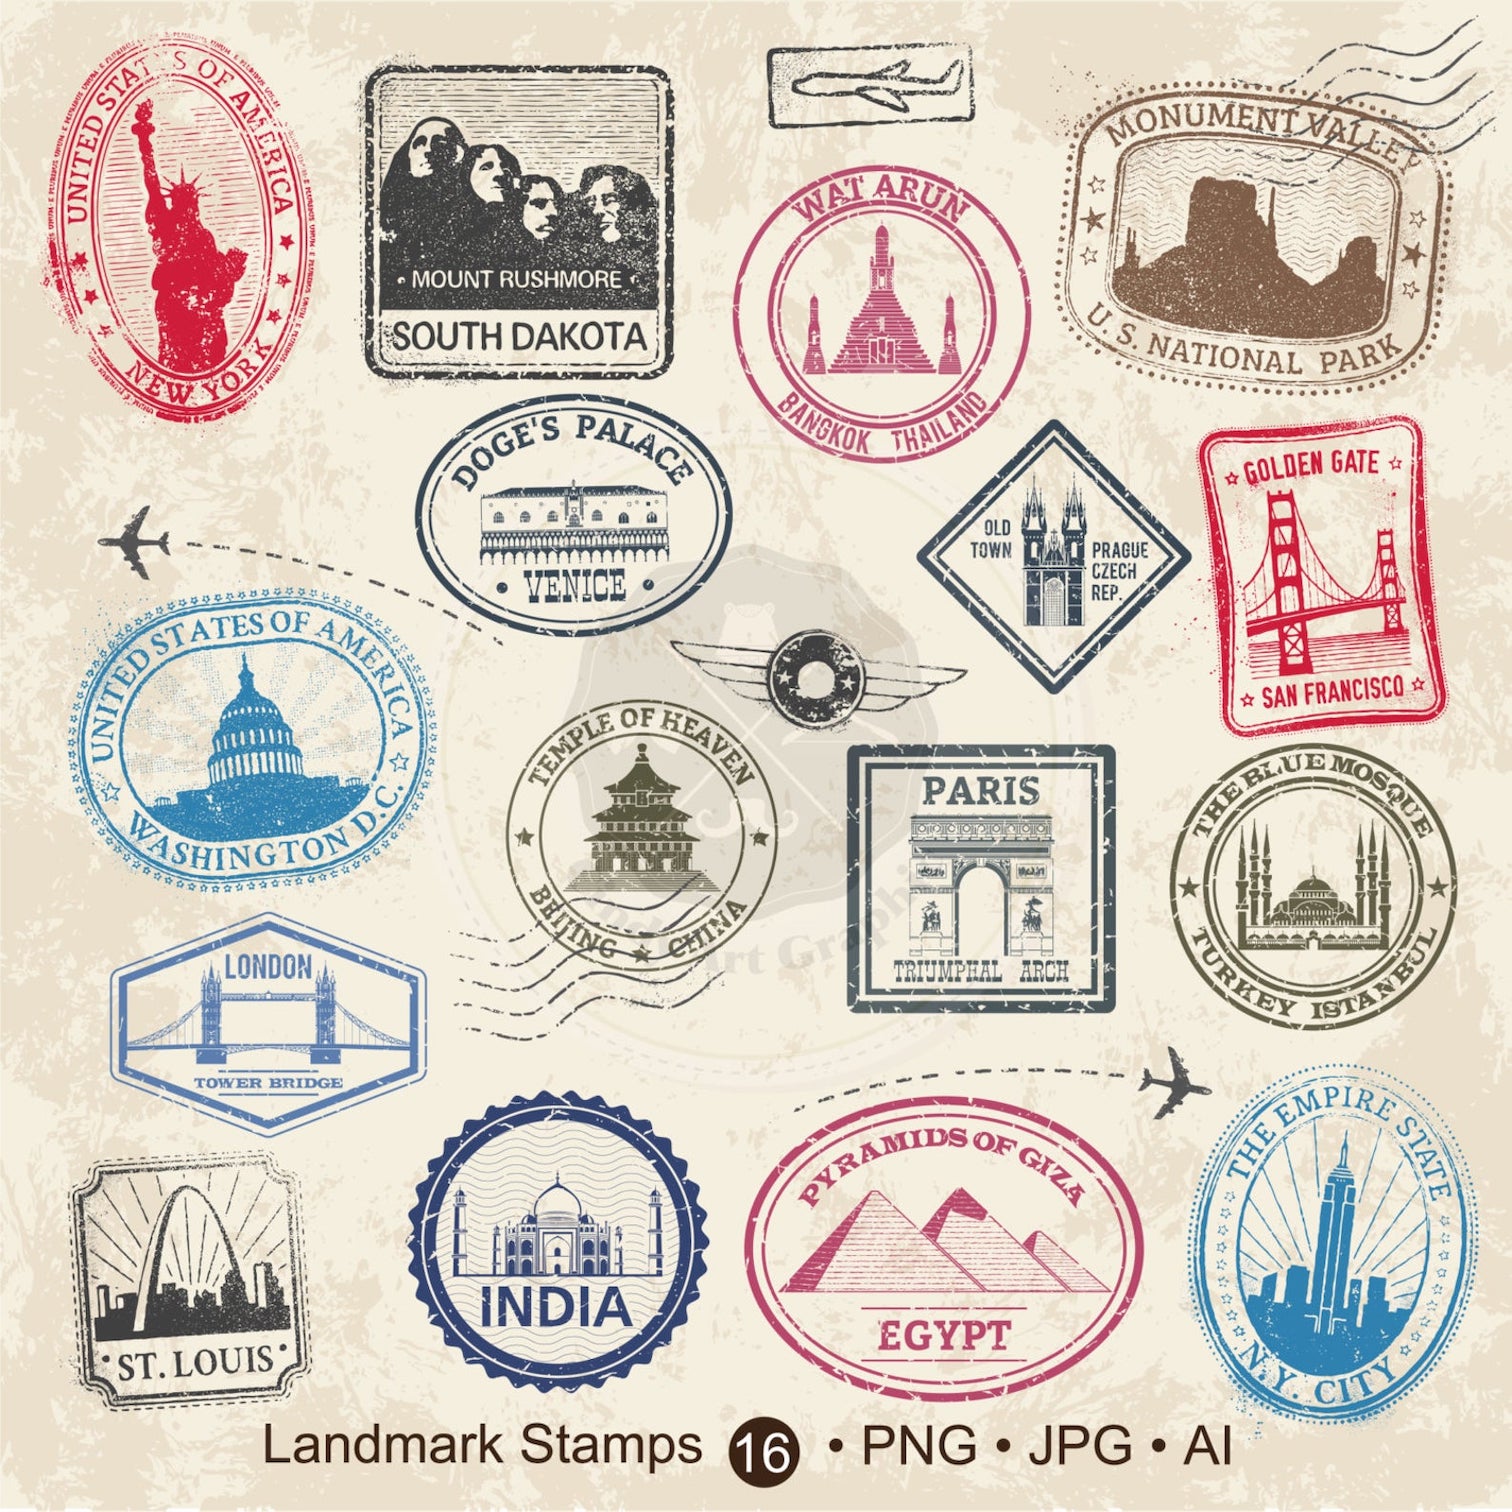 UNITED STATES OF AMERICA
NEW YORK
MOUNT RUSHMORE
SOUTH DAKOTA
WAT ARUN
BANGKOK THAILAND
MONUMENT VALLEY
U.S. NATIONAL PARK
DOGE'S PALACE
VENICE
OLD
TOWN
PRAGUE
CZECH
REP.
GOLDEN GATE
SAN FRANCISCO
UNITED STATES OF AMERICA
WASHINGTON D.C.
TEMPLE OF HEAVEN
BEIJING CHINA
PARIS
TRIUMPHAL ARCH
THE BLUE MOSQUE
TURKEY ISTANBUL
LONDON
TOWER BRIDGE
ST. LOUIS
INDIA
PYRAMIDS OF GIZA
EGYPT
THE EMPIRE STATE
N.Y. CITY
Landmark Stamps 16 • PNG • JPG • AI